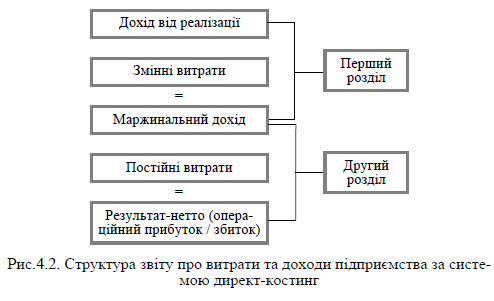 Дохід від реалізації
Змінні витрати
=
Маржинальний дохід
Перший
розділ
Постійні витрати
=
Результат-нетто (опера-
ційний прибуток / збиток)
Другий
розділ
Рис.4.2. Структура звіту про витрати та доходи підприємства за систе-
мою директ-костинг